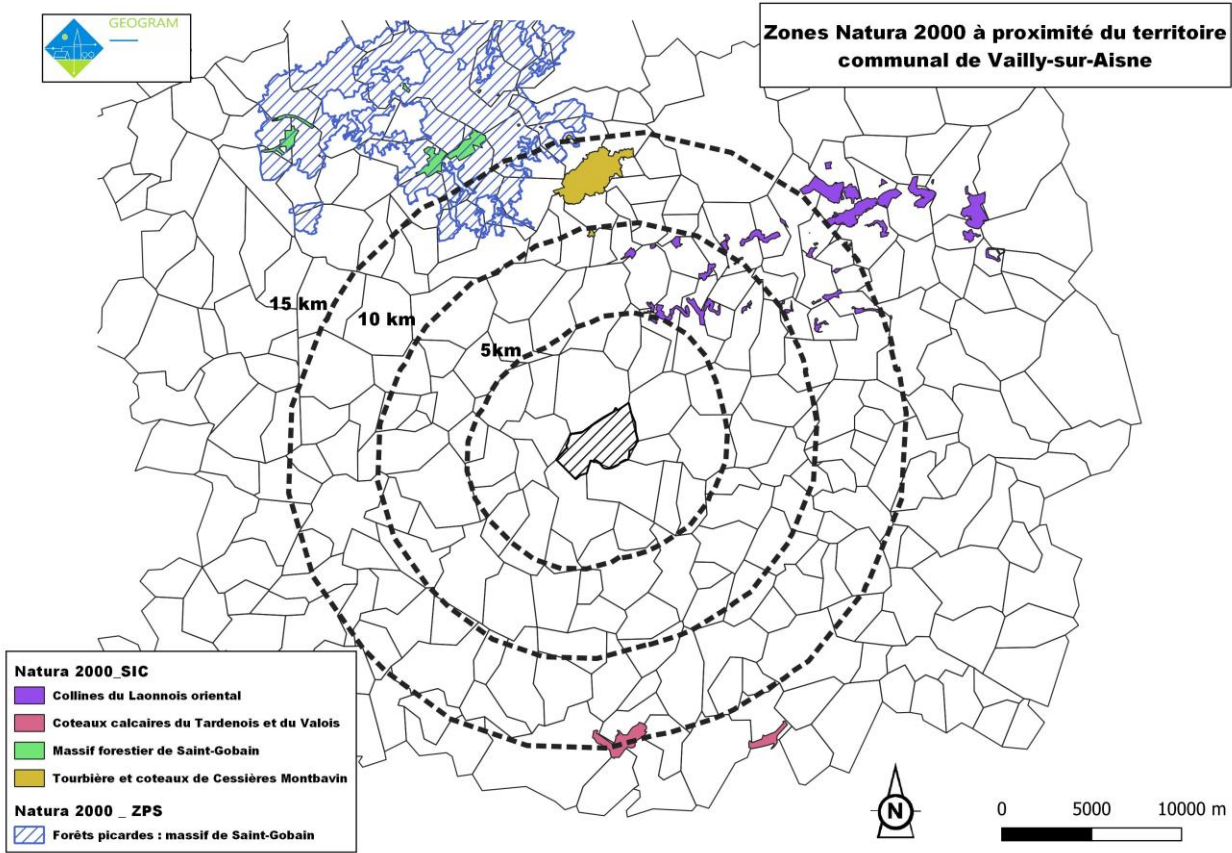 GEOGRAM
Zones Natura 2000 à proximité du territoire
communal de Vailly-sur-Aisne
15 km
10 km
5km
Natura 2000_SIC
Collines du Laonnois oriental
Coteaux calcaires du Tardenois et du Valois
Massif forestier de Saint-Gobain
Tourbière et coteaux de Cessières Montbavin
Natura 2000 _ ZPS
Forêts picardes : massif de Saint-Gobain
N
0 5000 10000 m